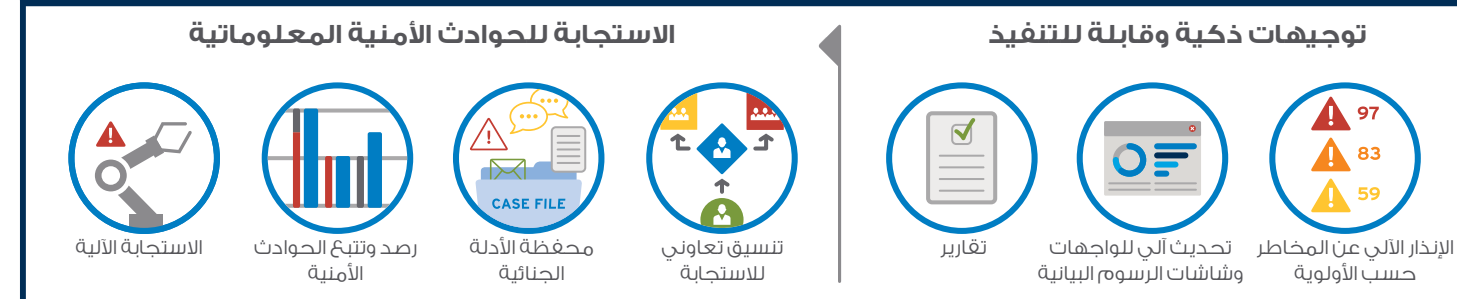 توجيهات ذكية وقابلة للتنفيذ
97
83
59
الإنذار الآلي عن المخاطر
حسب الأولوية
تحديث آلي للواجهات
وشاشات الرسوم البيانية
تقارير
الاستجابة للحوادث الأمنية المعلوماتية
تنسيق تعاوني
للاستجابة
CASE FILE
محفظة الأدلة
الجنائية
رصد وتتبع الحوادث
الأمنية
الاستجابة الآلية